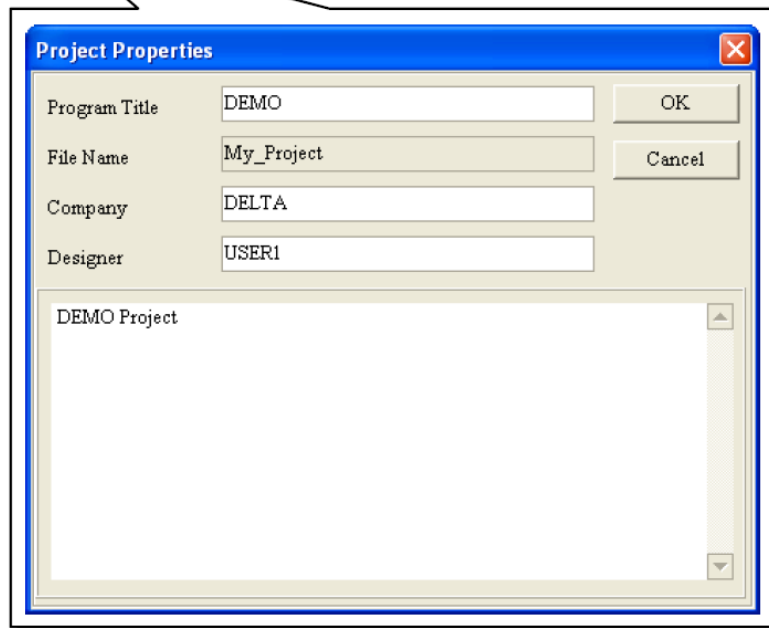 Project Properties
Program Title DEMO OK
File Name My_Project Cancel
Company DELTA
Designer USER1
DEMO Project